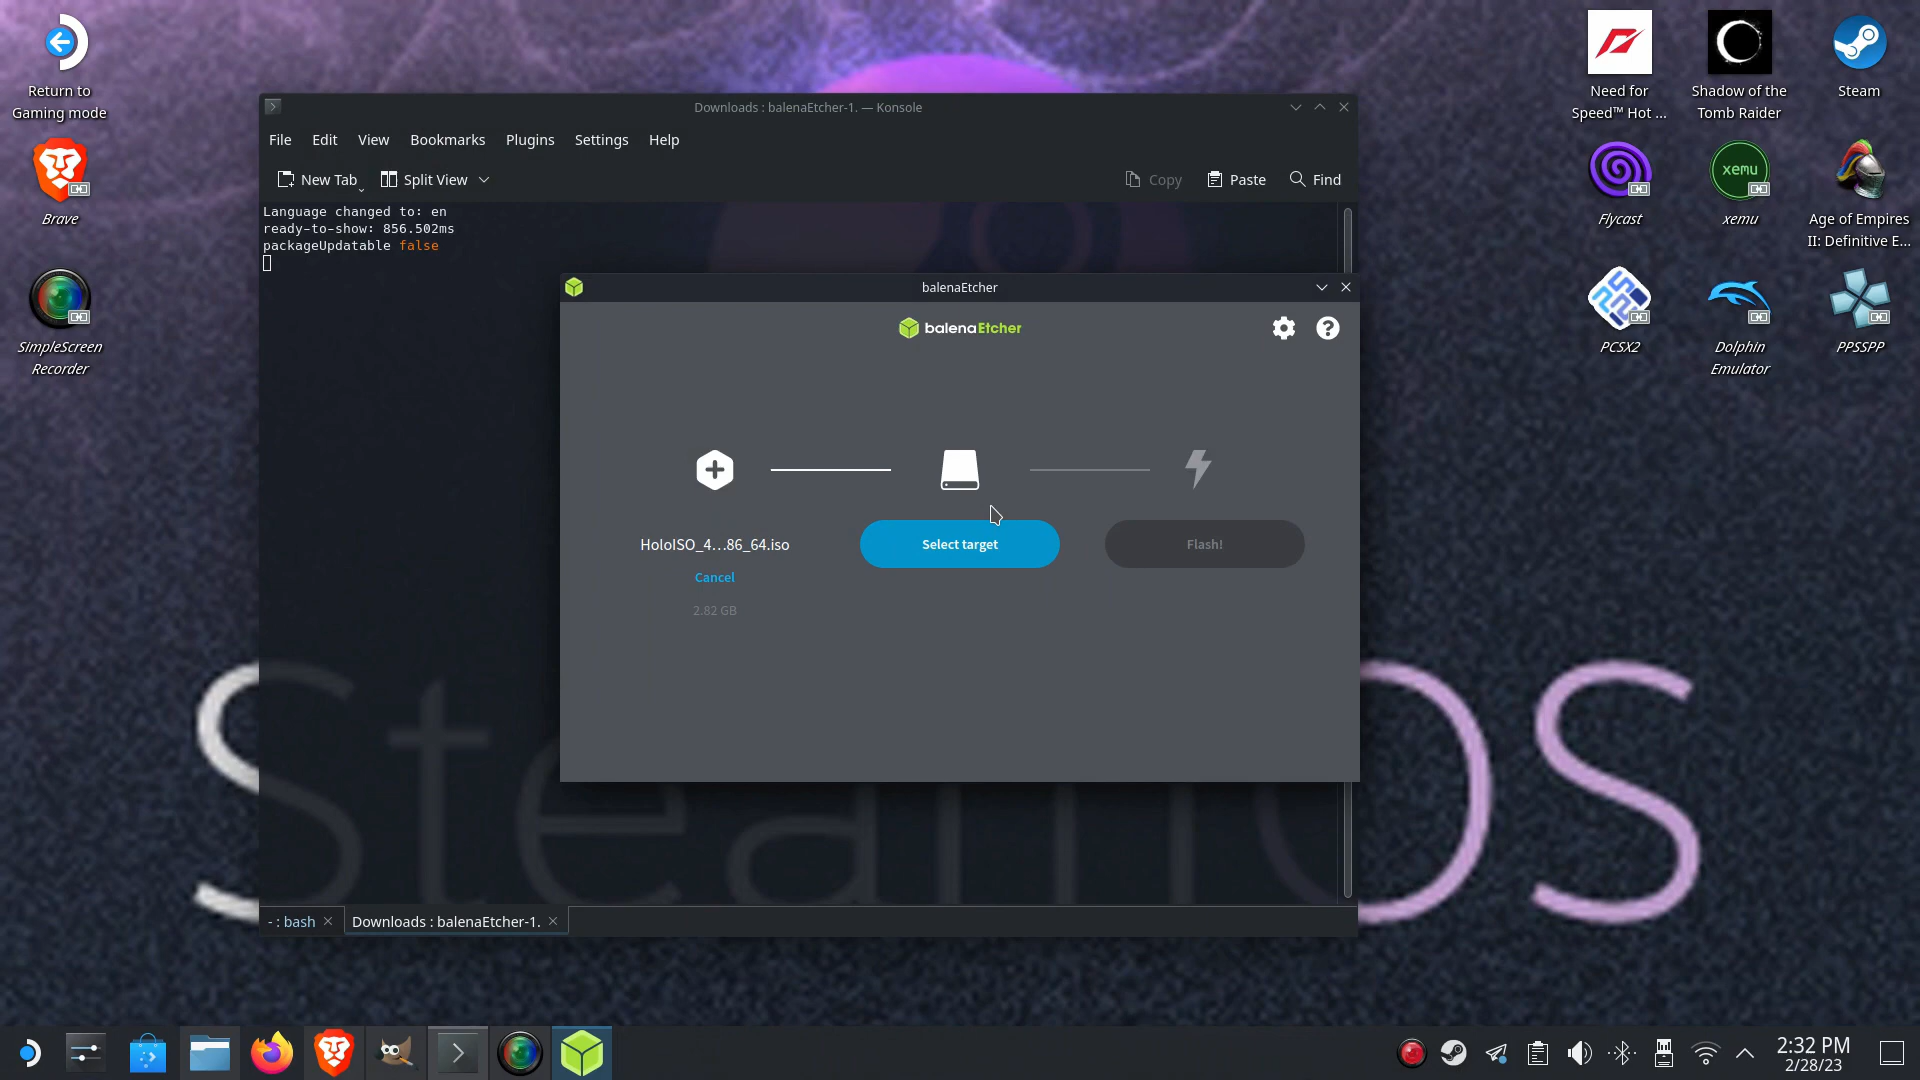 Return to
Gaming mode
Brave
SimpleScreen
Recorder
Need for
Speed™ Hot ...
Shadow of the
Tomb Raider
Steam
Flycast
xemu
xemu
Age of Empires
II: Definitive E...
PCSX2
Dolphin
Emulator
PPSSPP
Downloads : balenaEtcher-1. — Konsole
File Edit View Bookmarks Plugins Settings Help
New Tab Split View Copy Paste Find
Language changed to: en
ready-to-show: 856.502ms
packageUpdatable false
balenaEtcher
balenaEtcher
HoloISO_4...86_64.iso
Select target
Flash!
Cancel
2.82 GB
SteamOS
- : bash
Downloads : balenaEtcher-1.
2:32 PM
2/28/23